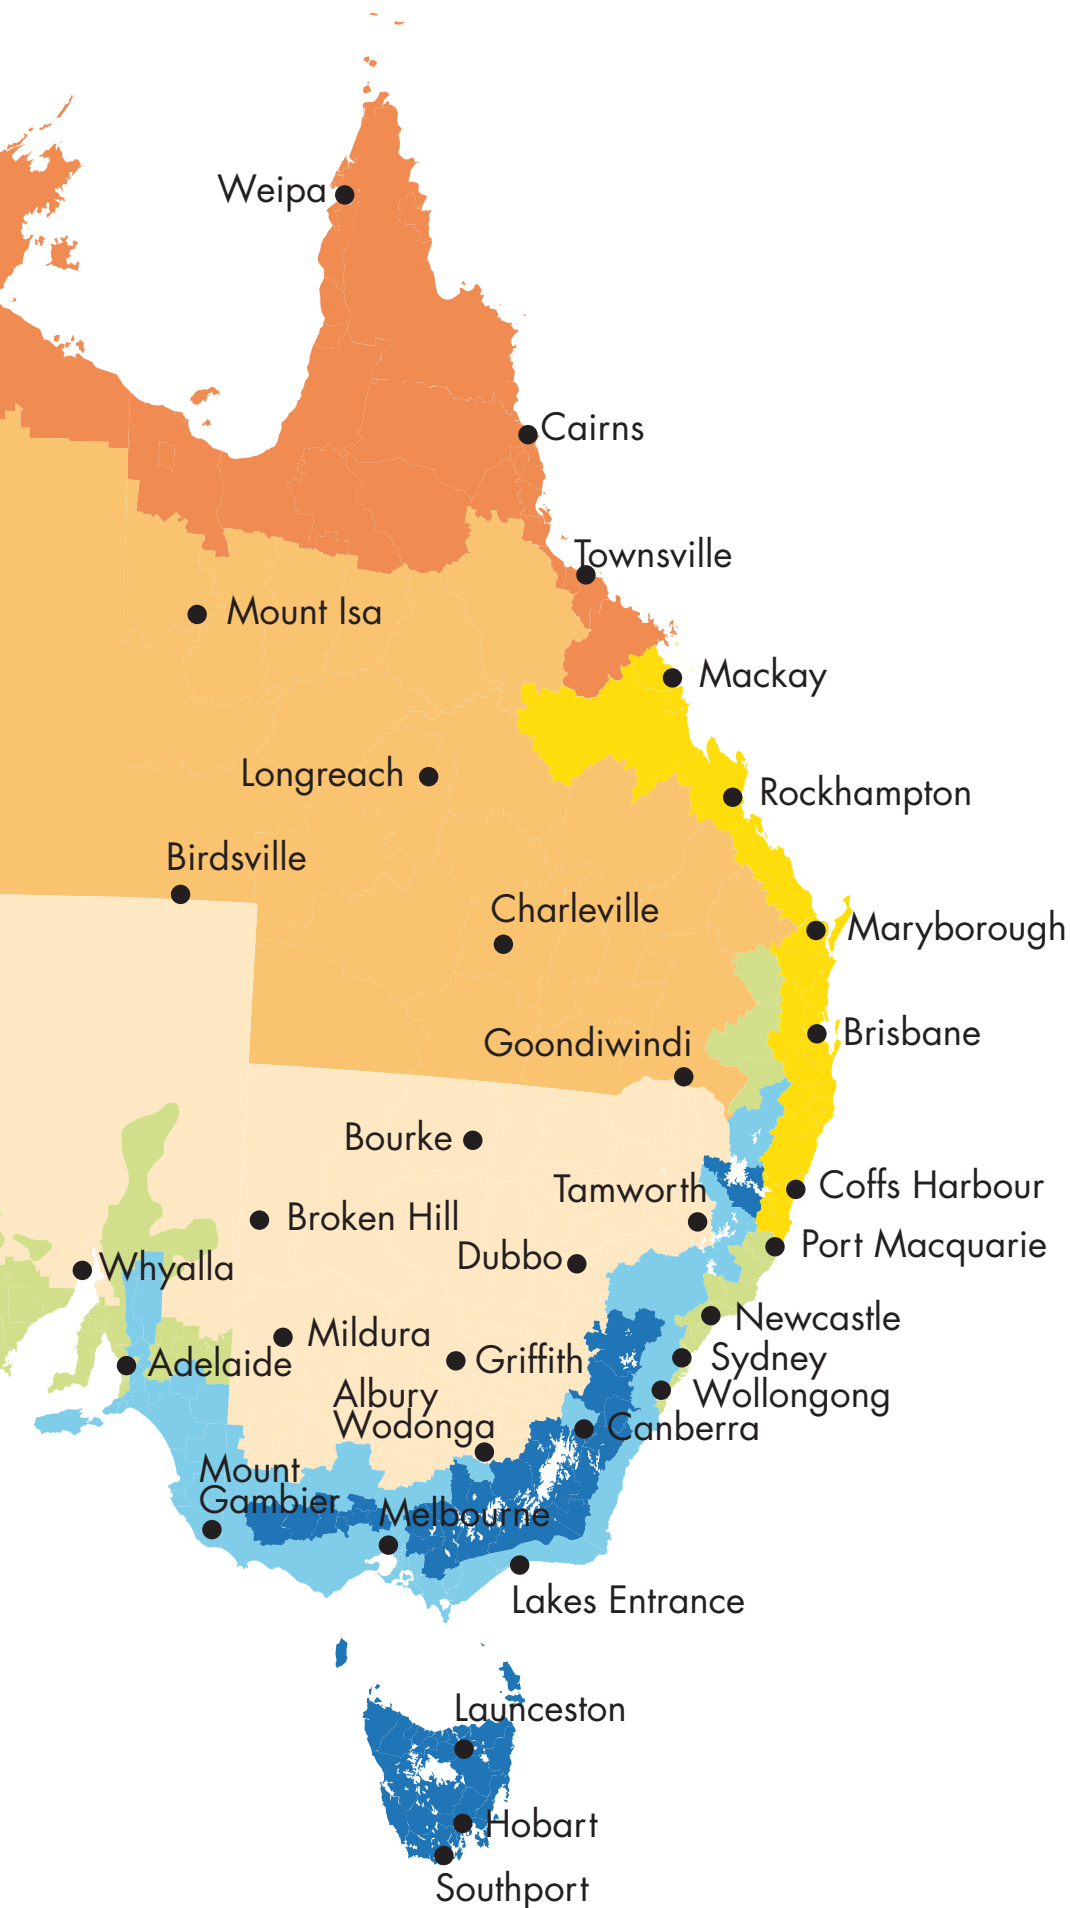 Weipa
Cairns
Townsville
Mount Isa
Mackay
Longreach
Rockhampton
Birdsville
Charleville
Maryborough
Brisbane
Goondiwindi
Bourke
Tamworth
Coffs Harbour
Broken Hill
Port Macquarie
Dubbo
Whyalla
Newcastle
Mildura
Sydney
Adelaide
Griffith
Wollongong
Albury
Wodonga
Canberra
Mount
Gambier
Melbourne
Lakes Entrance
Launceston
Hobart
Southport